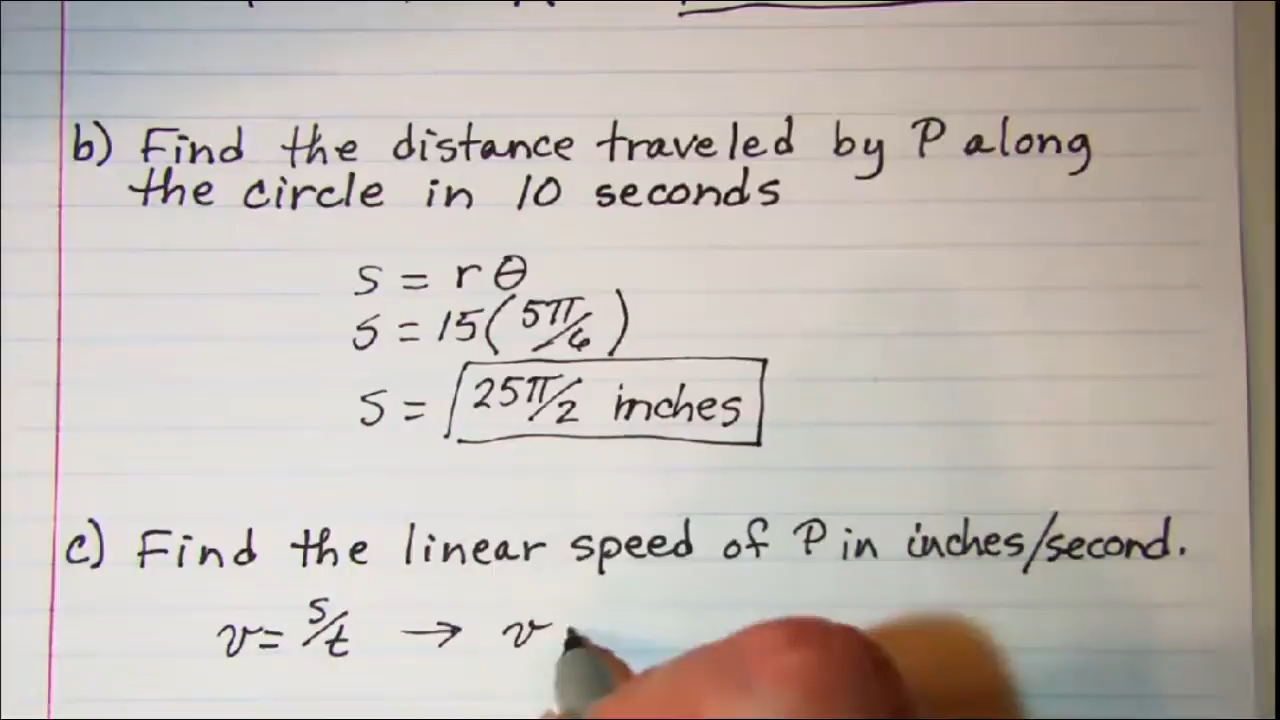 b) Find the distance traveled by P along
the circle in 10 seconds
s = rθ
s = 15(5π/6)
s = 25π/2 inches
c) Find the linear speed of P in inches/second.
v = s/t → v